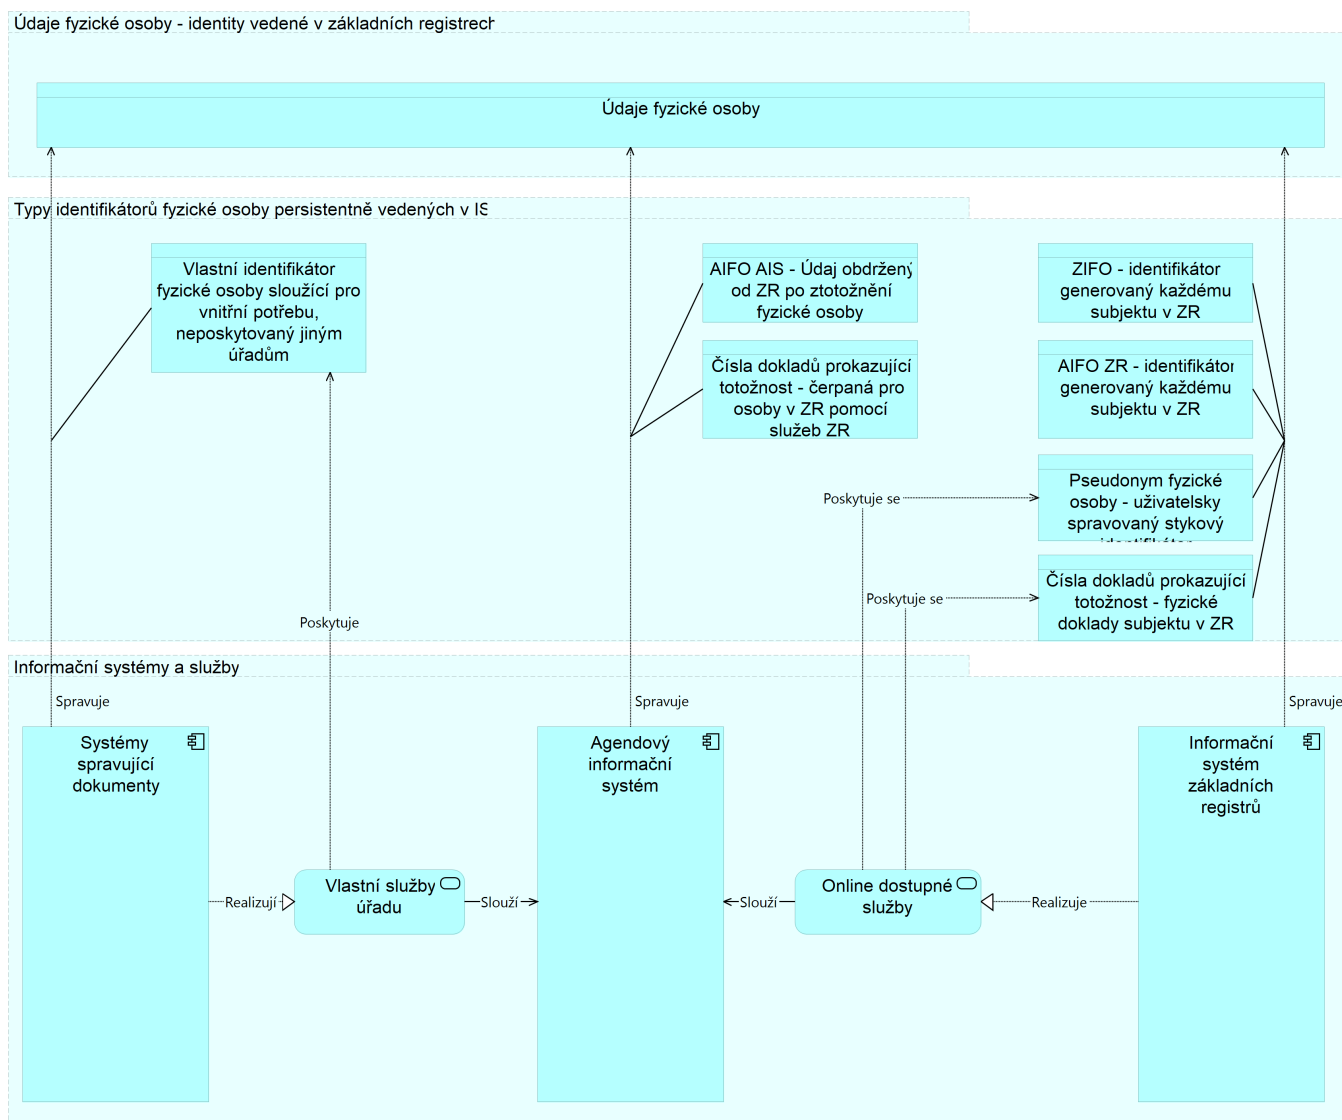 Údaje fyzické osoby - identity vedené v základních registrech
Údaje fyzické osoby
Typy identifikátorů fyzické osoby persistentně vedených v IS
Vlastní identifikátor
fyzické osoby sloužící pro
vnitřní potřebu,
neposkytovaný jiným
úřadům
AIFO AIS - Údaj obdržený
od ZR po ztotožnění
fyzické osoby
ZIFO - identifikátor
generovaný každému
subjektu v ZR
Čísla dokladů prokazující
totožnost - čerpaná pro
osoby v ZR pomocí
služeb ZR
AIFO ZR - identifikátor
generovaný každému
subjektu v ZR
Pseudonym fyzické
osoby - uživatelsky
spravovaný stykový
identifikátor
Poskytuje se
Čísla dokladů prokazující
totožnost - fyzické
doklady subjektu v ZR
Poskytuje se
Poskytuje
Informační systémy a služby
Spravuje
Spravuje
Spravuje
Systémy
spravující
dokumenty
Agendový
informační
systém
Informační
systém
základních
registrů
Vlastní služby
úřadu
Online dostupné
služby
Realizují
Slouží
Slouží
Realizuje